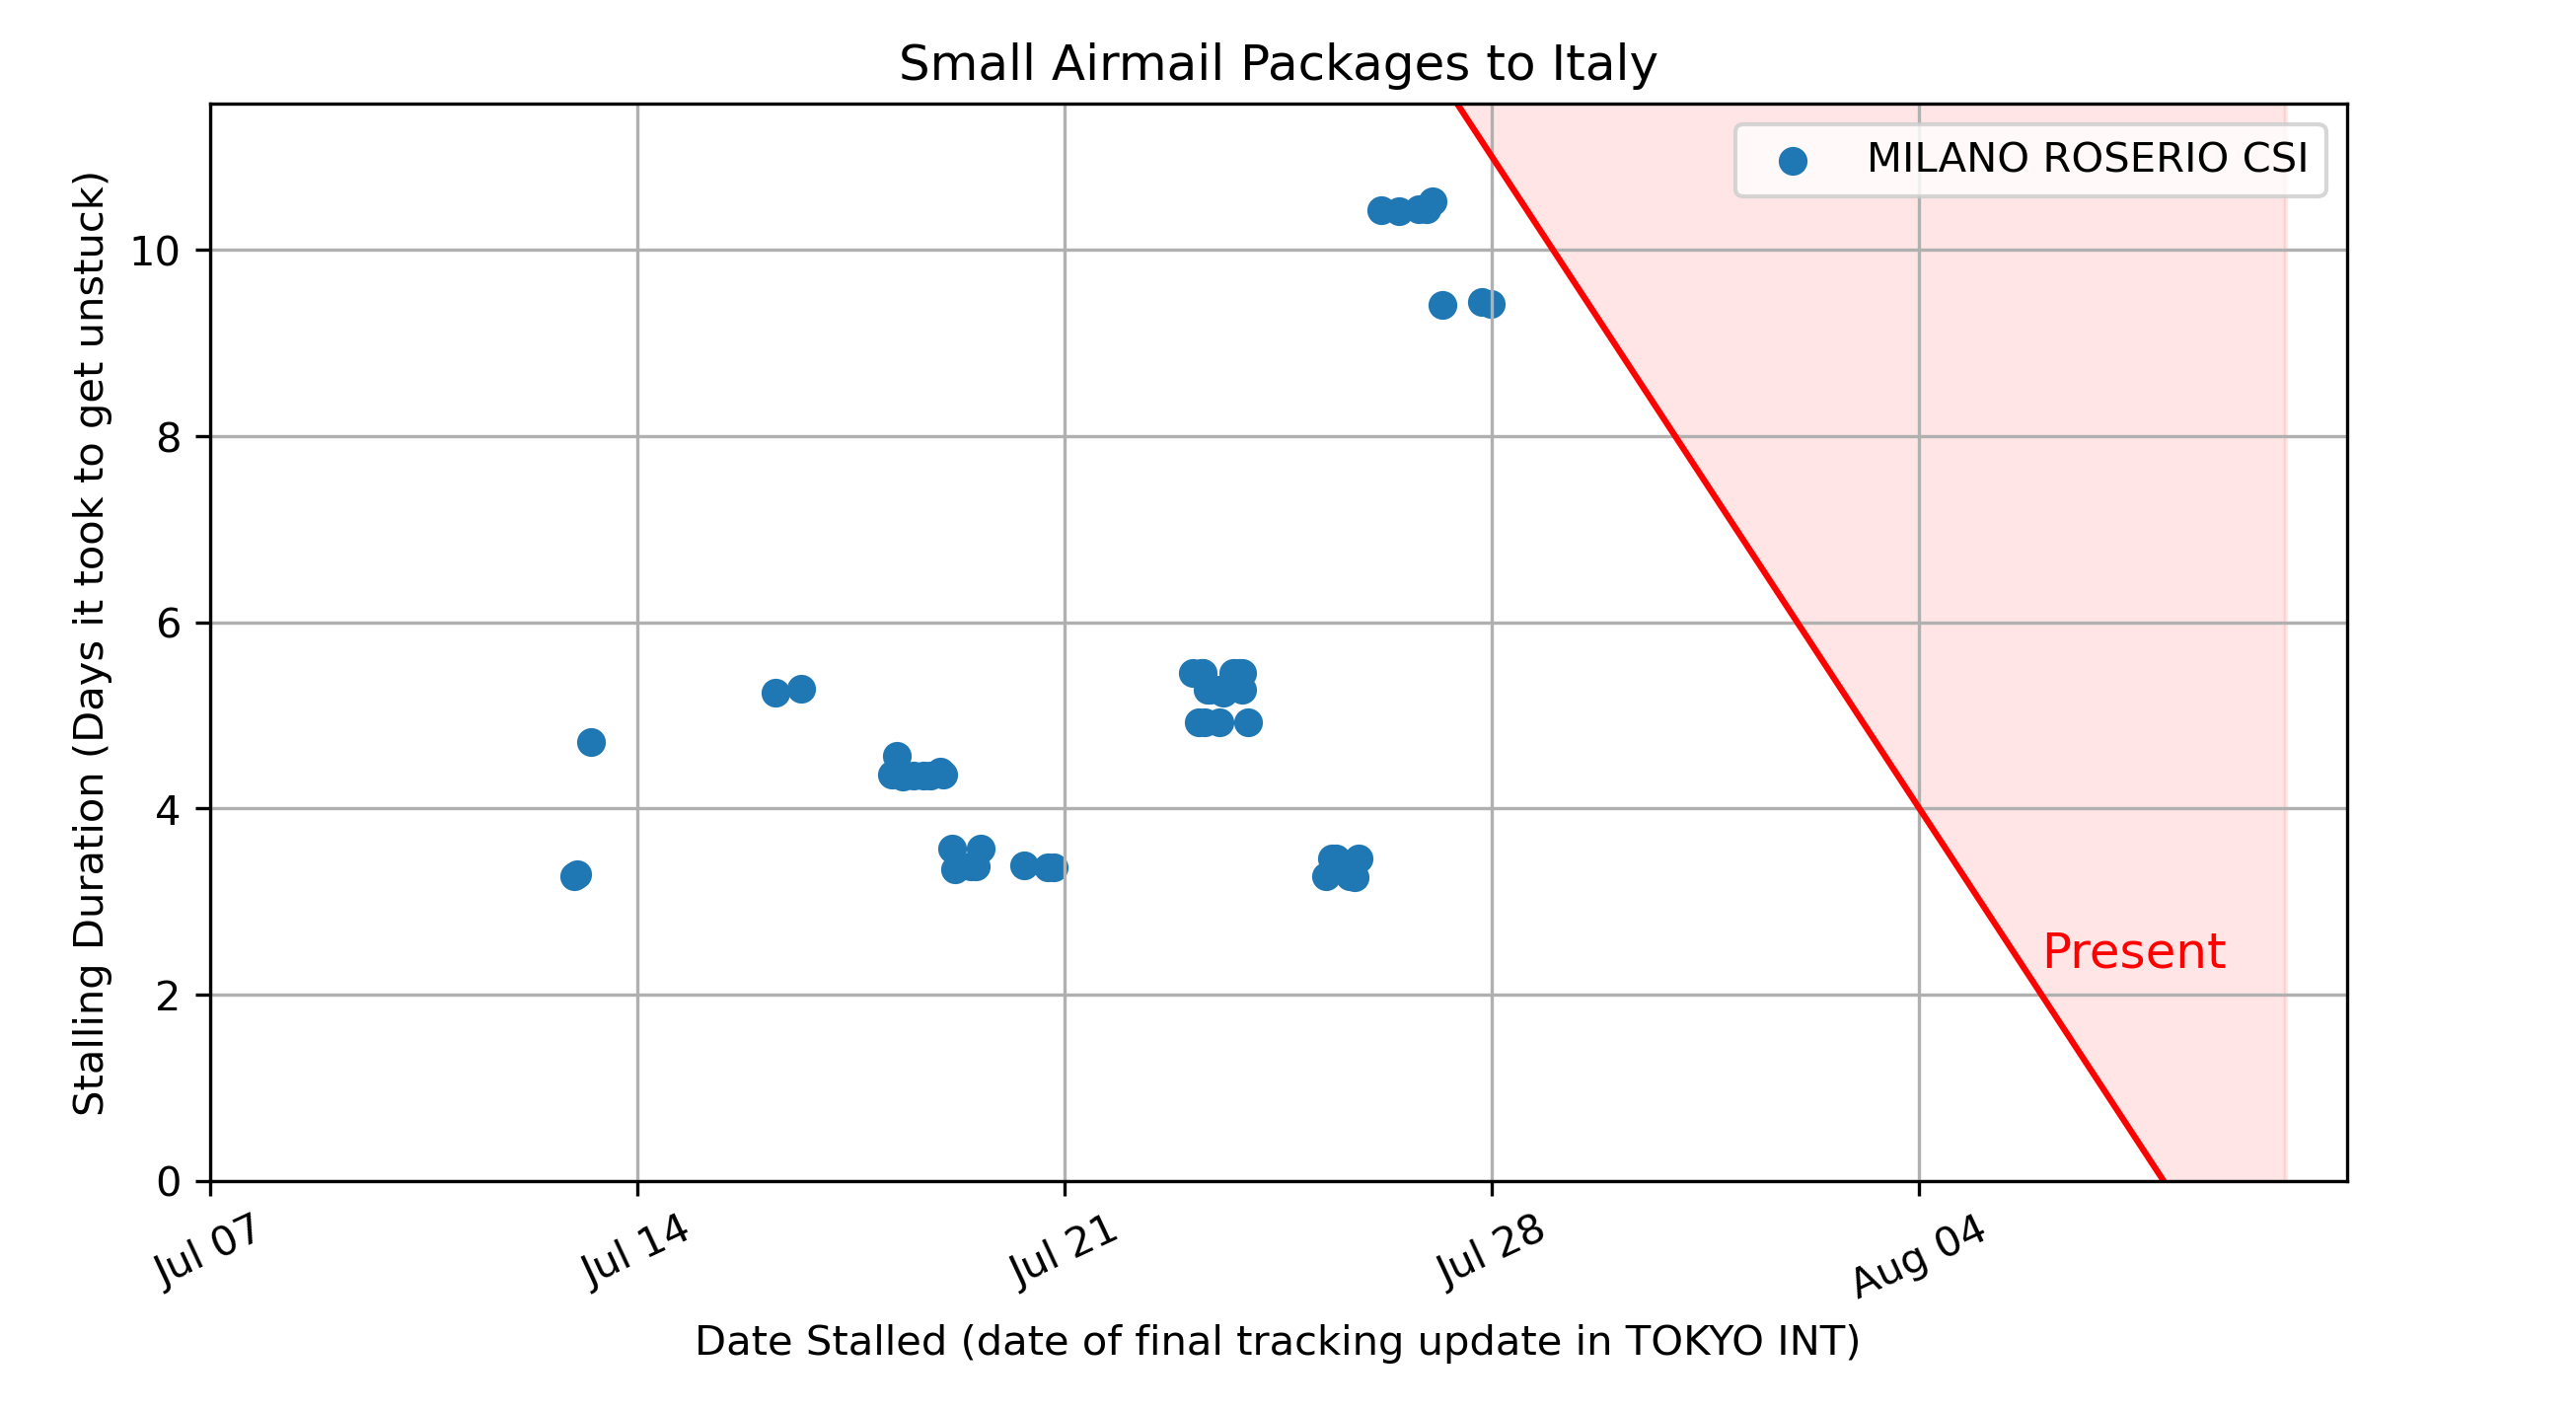 Small Airmail Packages to Italy
MILANO ROSERIO CSI
Stalling Duration (Days it took to get unstuck)
10
8
6
4
2
0
Present
Jul 07
Jul 14
Jul 21
Jul 28
Aug 04
Date Stalled (date of final tracking update in TOKYO INT)